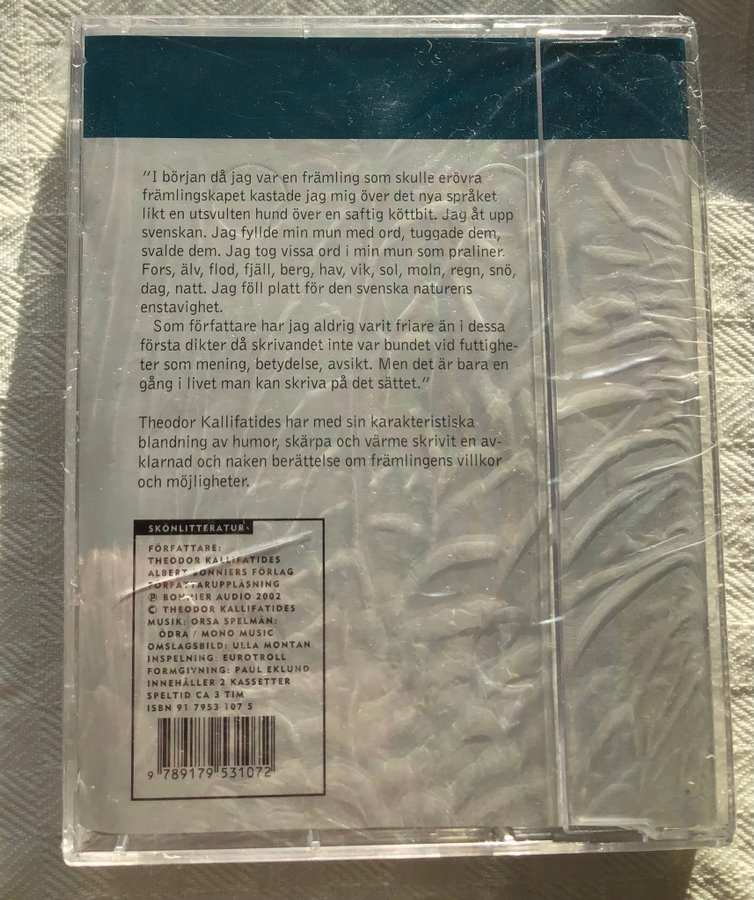 "I början då jag var en främling som skulle erövra
främlingskapet kastade jag mig över det nya språket
likt en utsvulten hund över en saftig köttbit. Jag åt upp
svenskan. Jag fyllde min mun med ord, tuggade dem,
svalde dem. Jag tog vissa ord i min mun som praliner.
Fors, älv, flod, fjäll, berg, hav, vik, sol, moln, regn, snö,
dag, natt. Jag föll platt för den svenska naturens
enstavighet.
Som författare har jag aldrig varit friare än i dessa
första dikter då skrivandet inte var bundet vid futtighe-
ter som mening, betydelse, avsikt. Men det är bara en
gång i livet man kan skriva på det sättet."
Theodor Kallifatides har med sin karakteristiska
blandning av humor, skärpa och värme skrivit en av-
klarnad och naken berättelse om främlingens villkor
och möjligheter.
SKÖNLITTERATUR
FÖRFATTARE:
THEODOR KALLIFATIDES
ALBERT BONNIERS FÖRLAG
FÖRFATTARUPPLÄSNING
℗ BONNIER AUDIO 2002
© THEODOR KALLIFATIDES
MUSIK: ORSA SPELMÄN:
ÖDRA / MONO MUSIC
OMSLAGSBILD: ULLA MONTAN
INSPELNING: EUROTROLL
FORMGIVNING: PAUL EKLUND
INNEHÅLLER 2 KASSETTER
SPELTID CA 3 TIM
ISBN 91 7953 107 5
9 789179 531072